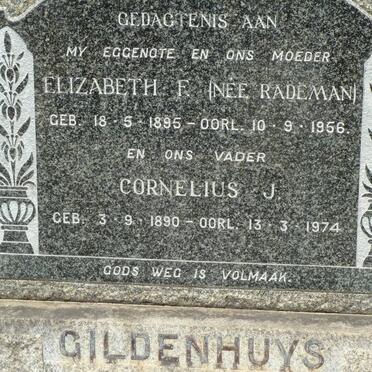 GEDAGTENIS AAN
MY EGGENOTE EN ONS MOEDER
ELIZABETH F. (NÉE RADEMAN)
GEB. 18-5-1895-OORL. 10-9-1956.
EN ONS VADER
CORNELIUS J.
GEB. 3-9-1890-OORL. 13-3-1974
GODS WEG IS VOLMAAK.
GILDENHUYS